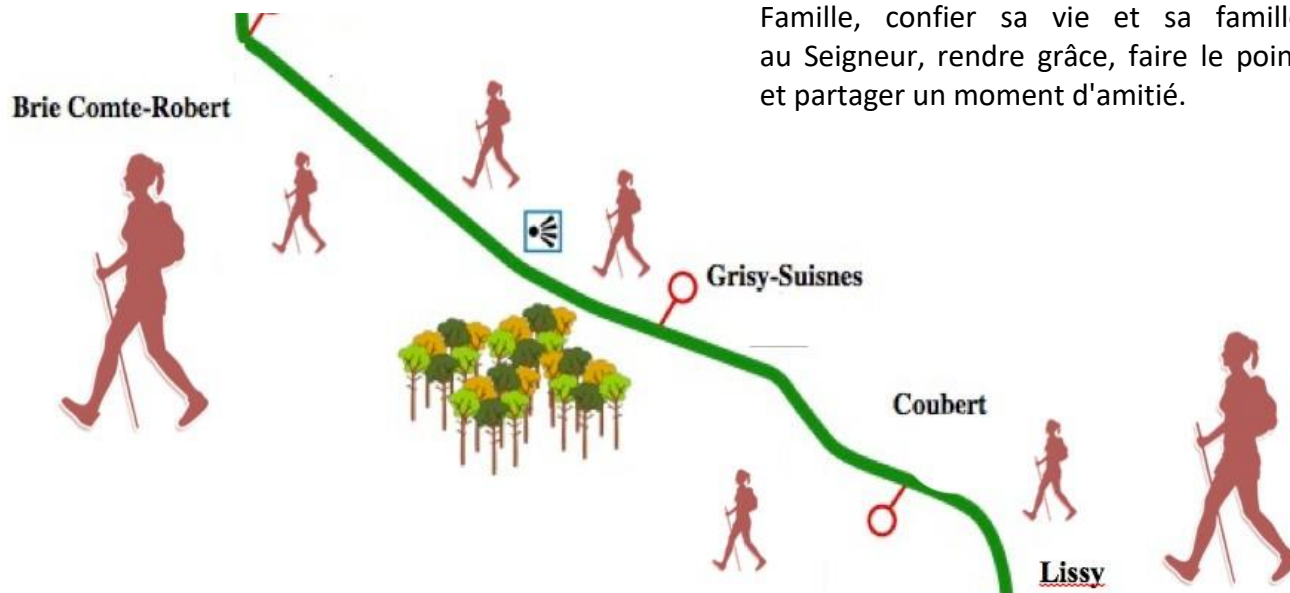 Famille, confier sa vie et sa famille
au Seigneur, rendre grâce, faire le poin
et partager un moment d'amitié.
Brie Comte-Robert
Grisy-Suisnes
Coubert
Lissy